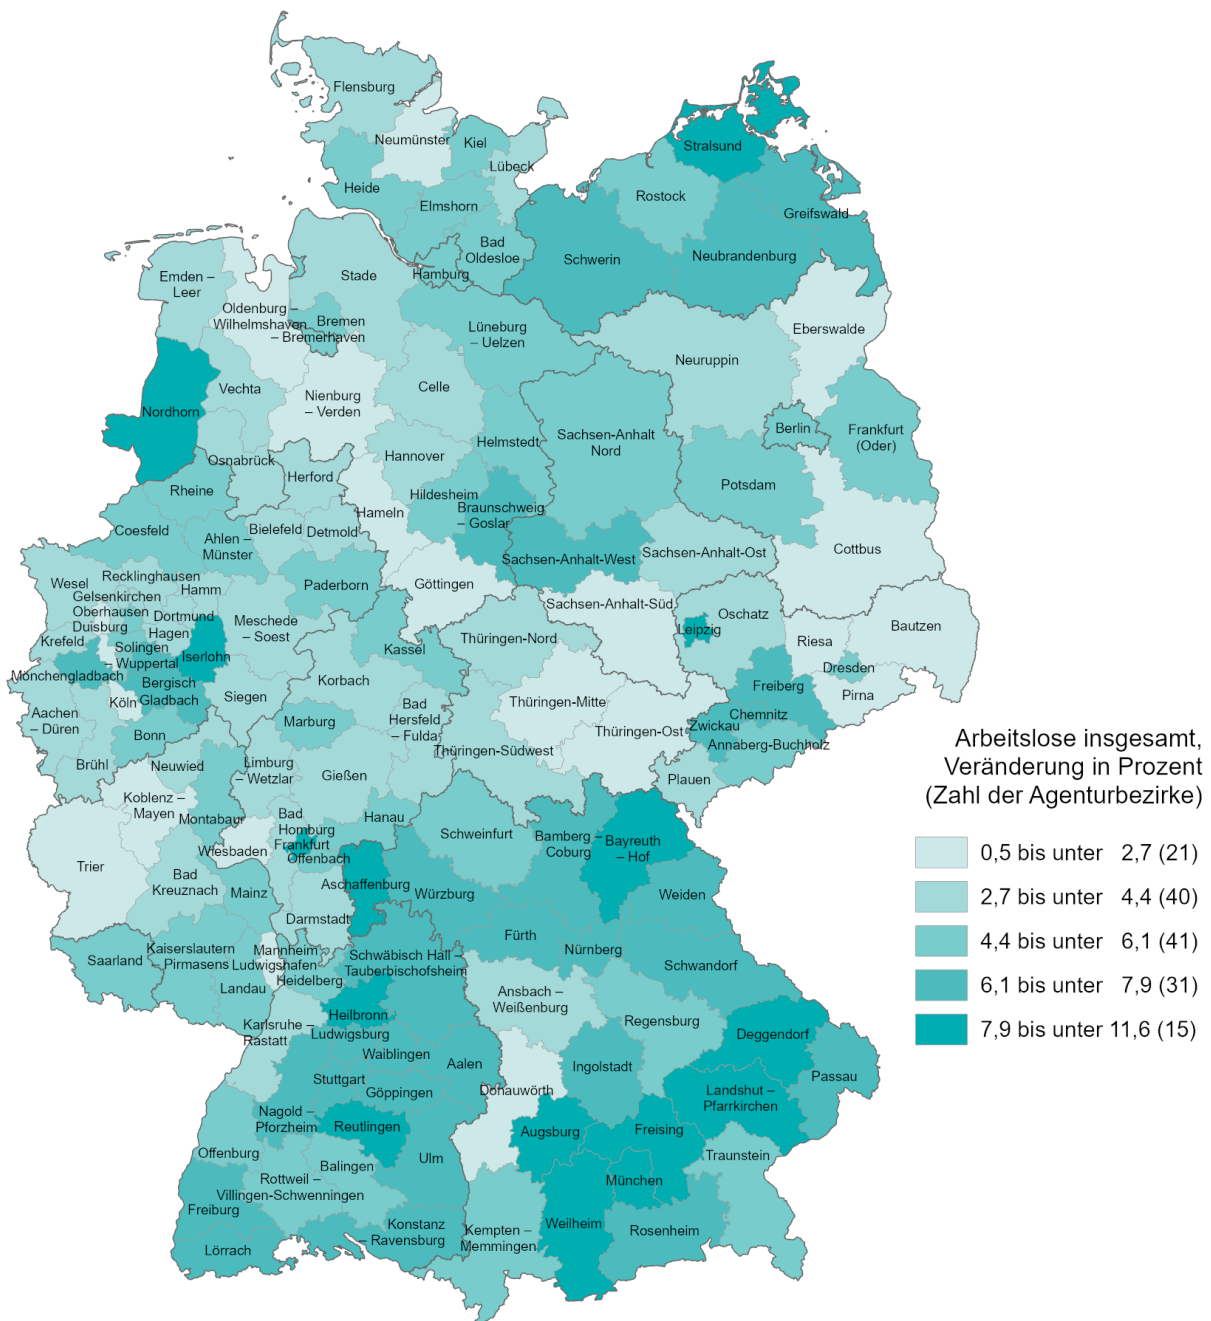 Flensburg
Neumünster
Kiel
Lübeck
Heide
Elmshorn
Bad
Oldesloe
Hamburg
Stralsund
Rostock
Greifswald
Schwerin
Neubrandenburg
Emden –
Leer
Stade
Oldenburg –
Wilhelmshaven
Bremen
– Bremerhaven
Lüneburg
– Uelzen
Eberswalde
Neuruppin
Vechta
Nienburg
– Verden
Celle
Nordhorn
Helmstedt
Sachsen-Anhalt
Nord
Berlin
Frankfurt
(Oder)
Osnabrück
Herford
Hannover
Rheine
Hildesheim
Potsdam
Hameln
Braunschweig
– Goslar
Coesfeld
Ahlen –
Münster
Bielefeld
Detmold
Sachsen-Anhalt-West
Sachsen-Anhalt-Ost
Cottbus
Wesel
Recklinghausen
Gelsenkirchen
Hamm
Paderborn
Göttingen
Oberhausen
Dortmund
Duisburg
Hagen
Meschede
– Soest
Sachsen-Anhalt-Süd
Oschatz
Leipzig
Riesa
Bautzen
Krefeld
Solingen
– Wuppertal
Iserlohn
Kassel
Thüringen-Nord
Mönchengladbach
Bergisch
Gladbach
Korbach
Dresden
Freiberg
Pirna
Köln
Siegen
Bad
Hersfeld
– Fulda
Thüringen-Mitte
Aachen
– Düren
Marburg
Chemnitz
Zwickau
Thüringen-Ost
Annaberg-Buchholz
Bonn
Thüringen-Südwest
Brühl
Neuwied
Limburg
– Wetzlar
Gießen
Plauen
Koblenz –
Mayen
Montabaur
Bad
Homburg
Hanau
Schweinfurt
Bamberg –
Coburg
Bayreuth
– Hof
Wiesbaden
Frankfurt
Offenbach
Trier
Bad
Kreuznach
Mainz
Aschaffenburg
Würzburg
Weiden
Darmstadt
Fürth
Nürnberg
Schwandorf
Saarland
Kaiserslautern
– Pirmasens
Mannheim
Ludwigshafen
Heidelberg
Schwäbisch Hall –
Tauberbischofsheim
Landau
Ansbach –
Weißenburg
Regensburg
Karlsruhe –
Rastatt
Heilbronn
Ludwigsburg
Deggendorf
Waiblingen
Aalen
Ingolstadt
Passau
Stuttgart
Göppingen
Donauwörth
Landshut –
Pfarrkirchen
Nagold –
Pforzheim
Reutlingen
Augsburg
Freising
Offenburg
Balingen
Ulm
Traunstein
Rottweil –
Villingen-Schwenningen
München
Freiburg
Konstanz
– Ravensburg
Kempten –
Memmingen
Weilheim
Rosenheim
Lörrach
Arbeitslose insgesamt,
Veränderung in Prozent
(Zahl der Agenturbezirke)
0,5 bis unter 2,7 (21)
2,7 bis unter 4,4 (40)
4,4 bis unter 6,1 (41)
6,1 bis unter 7,9 (31)
7,9 bis unter 11,6 (15)